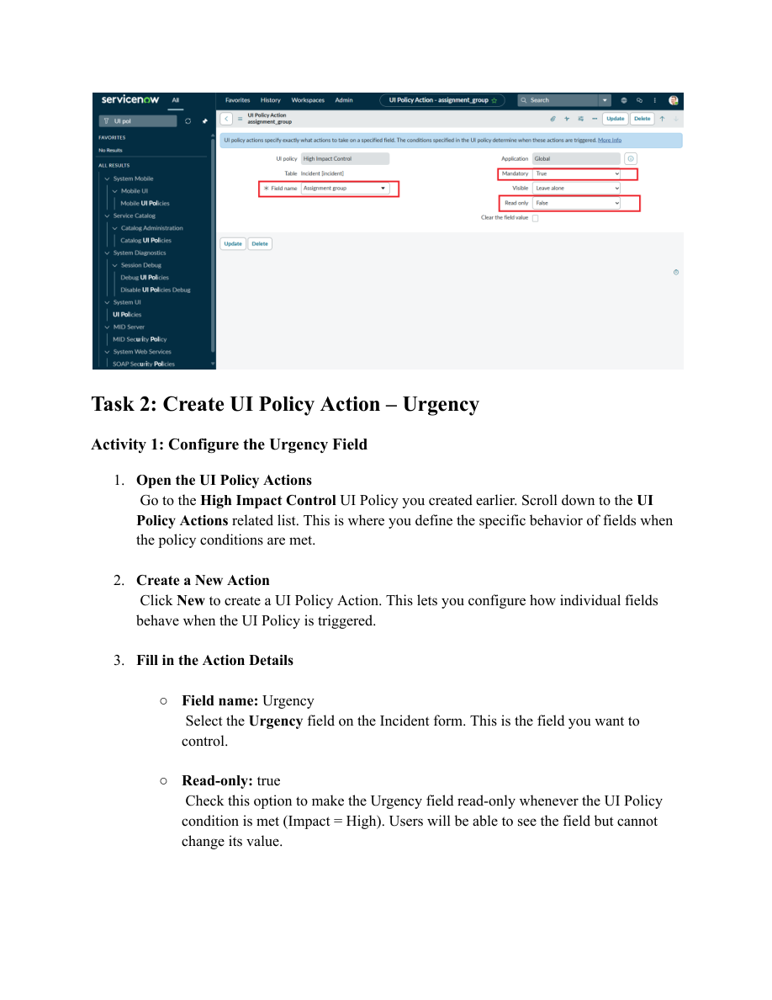 servicenow All Favorites History Workspaces Admin UI Policy Action - assignment_group Search
UI pol
UI Policy Action
assignment_group
Update Delete
FAVORITES
No Results
ALL RESULTS
System Mobile
Mobile UI
Mobile UI Policies
Service Catalog
Catalog Administration
Catalog UI Policies
System Diagnostics
Session Debug
Debug UI Policies
Disable UI Policies Debug
System UI
UI Policies
MID Server
MID Security Policy
System Web Services
SOAP Security Policies
UI policy actions specify exactly what actions to take on a specified field. The conditions specified in the UI policy determine when these actions are triggered. More Info
UI policy High Impact Control
Table Incident [incident]
* Field name Assignment group
Application Global
Mandatory True
Visible Leave alone
Read only False
Clear the field value
Update Delete
Task 2: Create UI Policy Action – Urgency
Activity 1: Configure the Urgency Field
1. Open the UI Policy Actions
Go to the High Impact Control UI Policy you created earlier. Scroll down to the UI
Policy Actions related list. This is where you define the specific behavior of fields when
the policy conditions are met.
2. Create a New Action
Click New to create a UI Policy Action. This lets you configure how individual fields
behave when the UI Policy is triggered.
3. Fill in the Action Details
○ Field name: Urgency
Select the Urgency field on the Incident form. This is the field you want to
control.
○ Read-only: true
Check this option to make the Urgency field read-only whenever the UI Policy
condition is met (Impact = High). Users will be able to see the field but cannot
change its value.